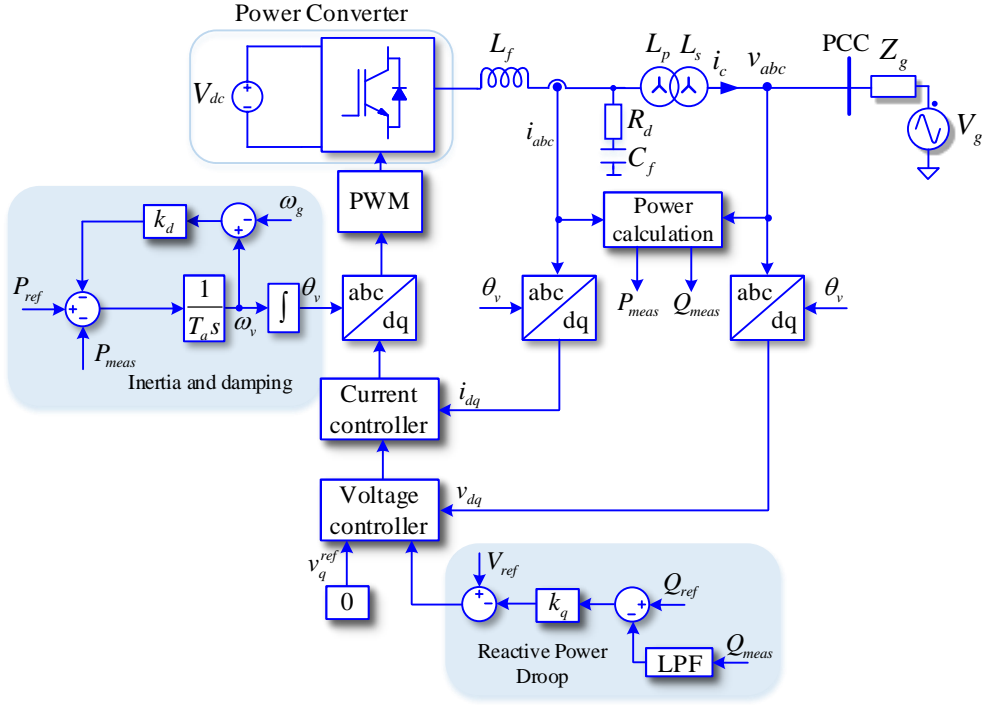 Power Converter
V_dc
L_f
L_p L_s
i_c
v_abc
PCC
Z_g
V_g
i_abc
R_d
C_f
PWM
Power
calculation
P_meas
Q_meas
k_d
ω_g
P_ref
1
T_a s
ω_v
∫
θ_v
P_meas
Inertia and damping
abc
dq
θ_v
abc
dq
abc
dq
θ_v
Current
controller
i_dq
Voltage
controller
v_dq
v_q^ref
0
V_ref
k_q
Q_ref
LPF
Q_meas
Reactive Power
Droop